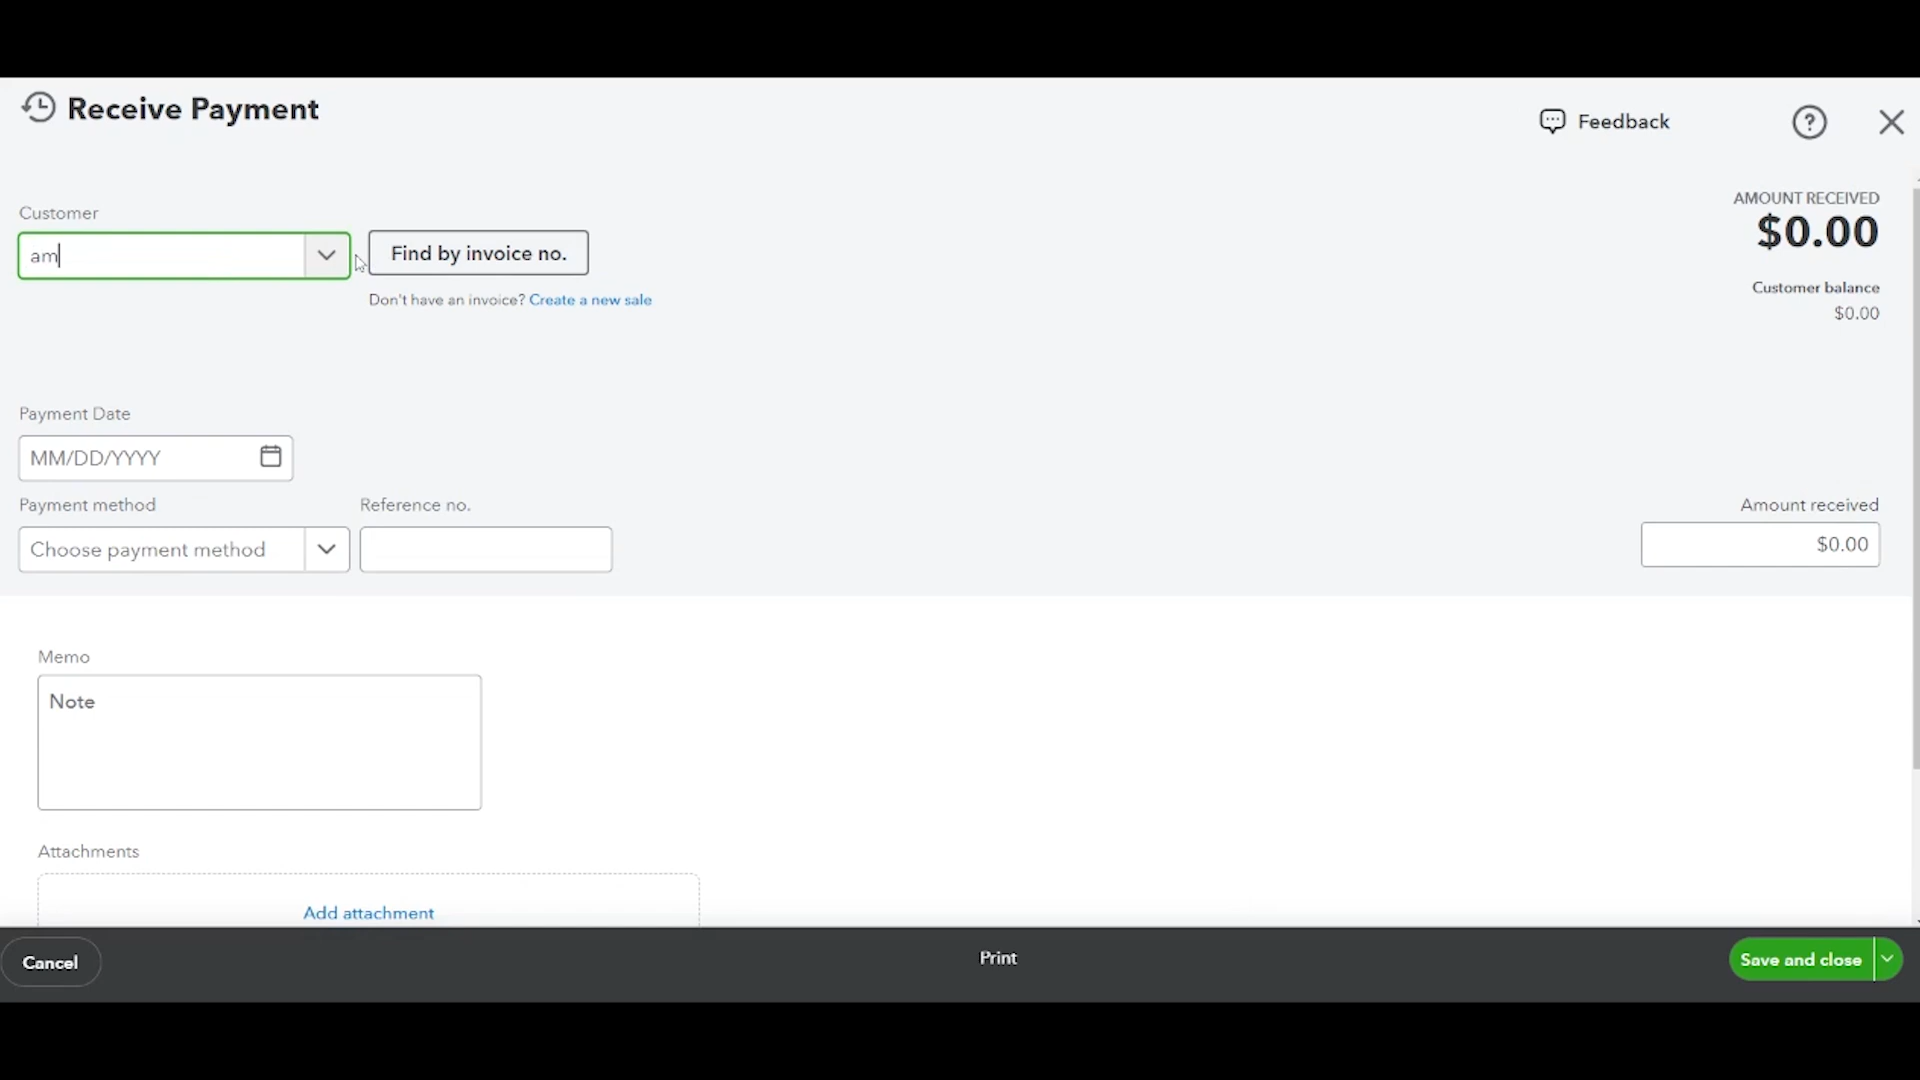 Receive Payment
Feedback
?
AMOUNT RECEIVED
$0.00
Customer
am
Find by invoice no.
Don't have an invoice? Create a new sale
Customer balance
$0.00
Payment Date
MM/DD/YYYY
Payment method
Reference no.
Amount received
Choose payment method
$0.00
Memo
Note
Attachments
Add attachment
Cancel
Print
Save and close